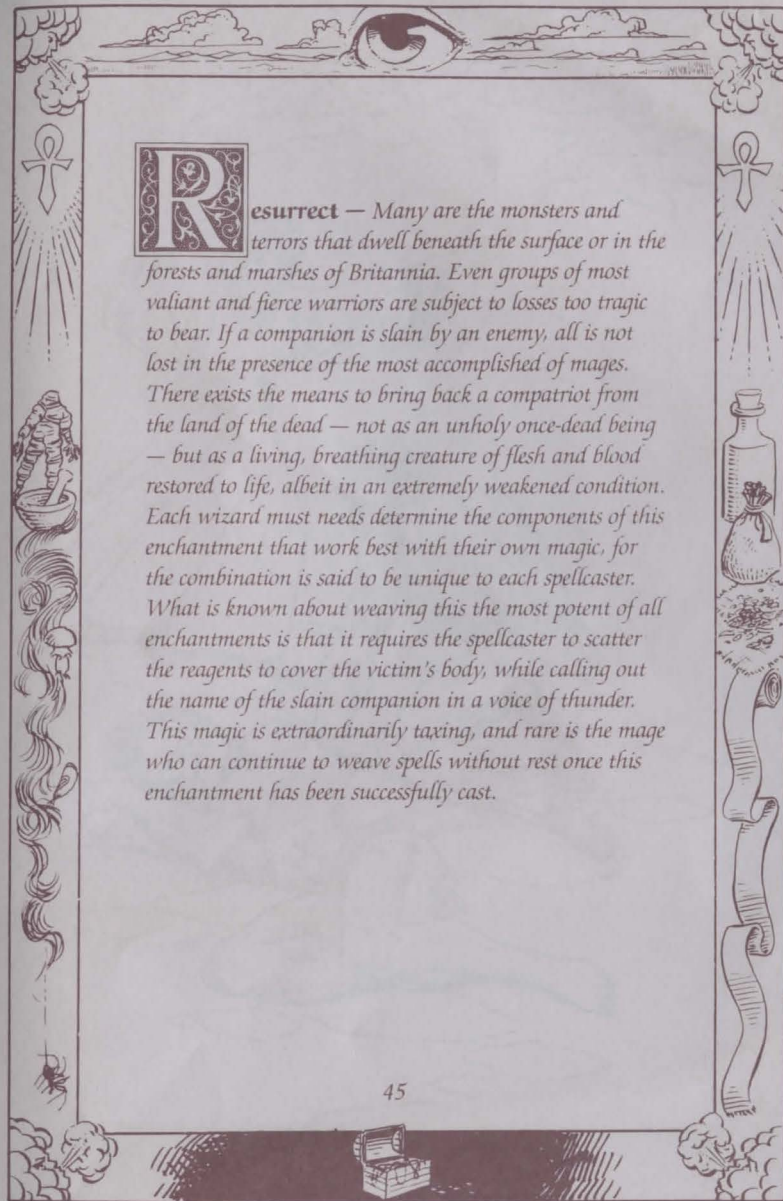 Resurrect — Many are the monsters and
terrors that dwell beneath the surface or in the
forests and marshes of Britannia. Even groups of most
valiant and fierce warriors are subject to losses too tragic
to bear. If a companion is slain by an enemy, all is not
lost in the presence of the most accomplished of mages.
There exists the means to bring back a compatriot from
the land of the dead — not as an unholy once-dead being
— but as a living, breathing creature of flesh and blood
restored to life, albeit in an extremely weakened condition.
Each wizard must needs determine the components of this
enchantment that work best with their own magic, for
the combination is said to be unique to each spellcaster.
What is known about weaving this the most potent of all
enchantments is that it requires the spellcaster to scatter
the reagents to cover the victim's body, while calling out
the name of the slain companion in a voice of thunder.
This magic is extraordinarily taxing, and rare is the mage
who can continue to weave spells without rest once this
enchantment has been successfully cast.
45